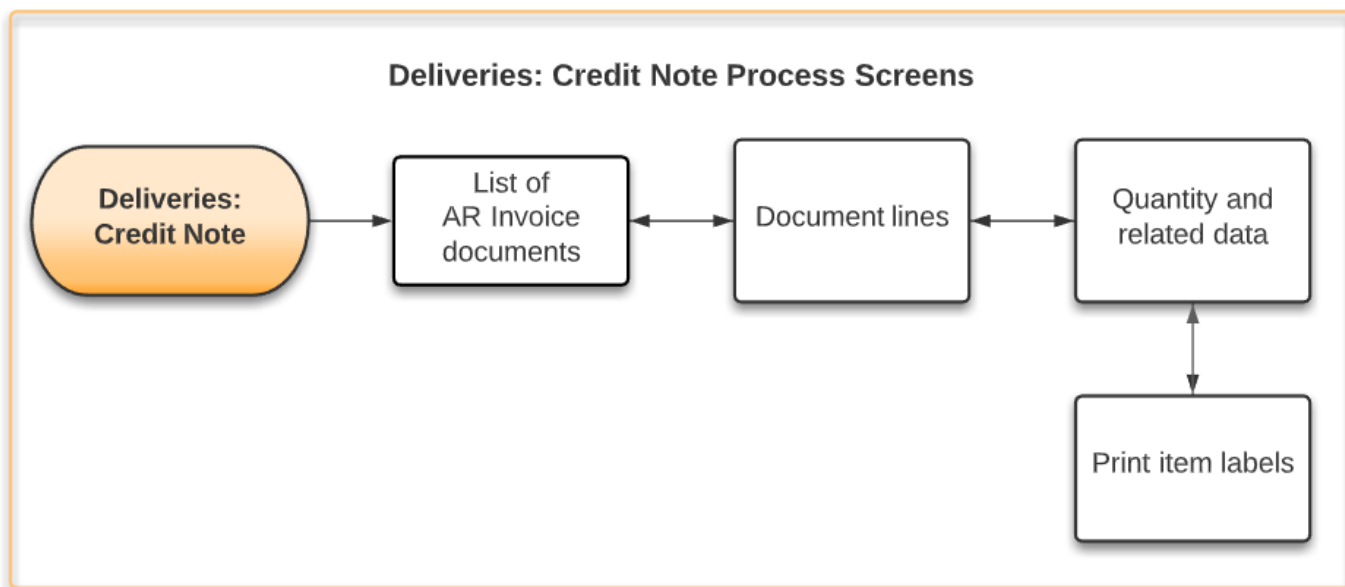 Deliveries: Credit Note Process Screens
Deliveries:
Credit Note
List of
AR Invoice
documents
Document lines
Quantity and
related data
Print item labels